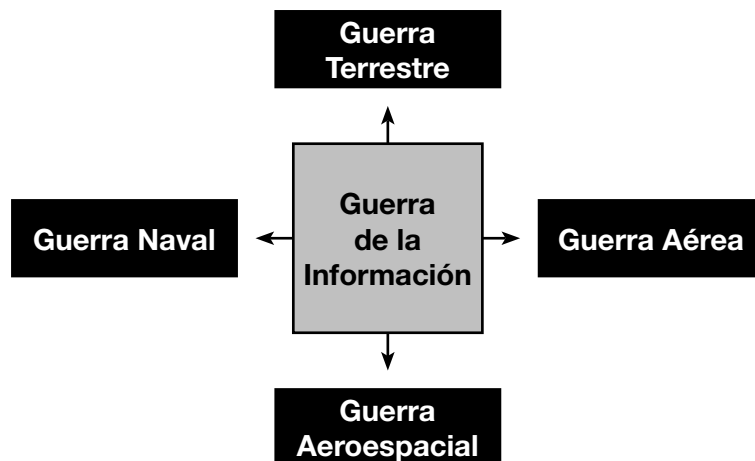 Guerra
Terrestre
Guerra Naval
Guerra
de la
Información
Guerra Aérea
Guerra
Aeroespacial